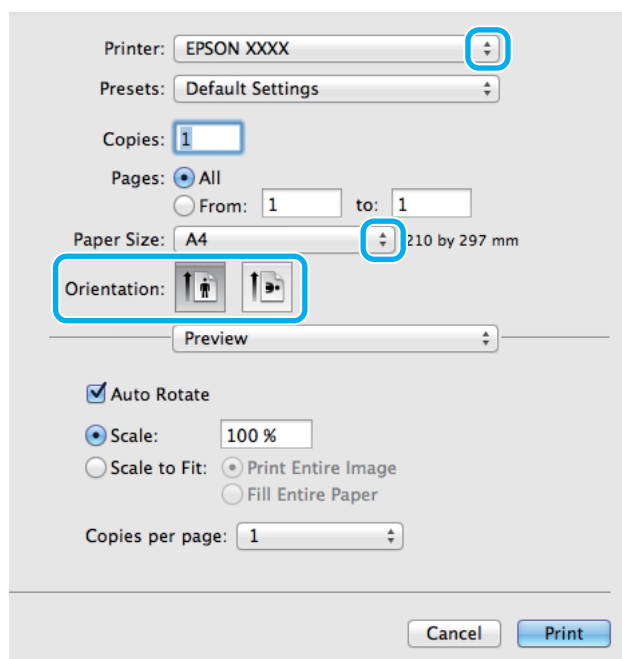 Printer: EPSON XXXX
Presets: Default Settings
Copies: 1
Pages: All
From: 1 to: 1
Paper Size: A4 210 by 297 mm
Orientation:
Preview
Auto Rotate
Scale: 100 %
Scale to Fit: Print Entire Image
Fill Entire Paper
Copies per page: 1
Cancel Print